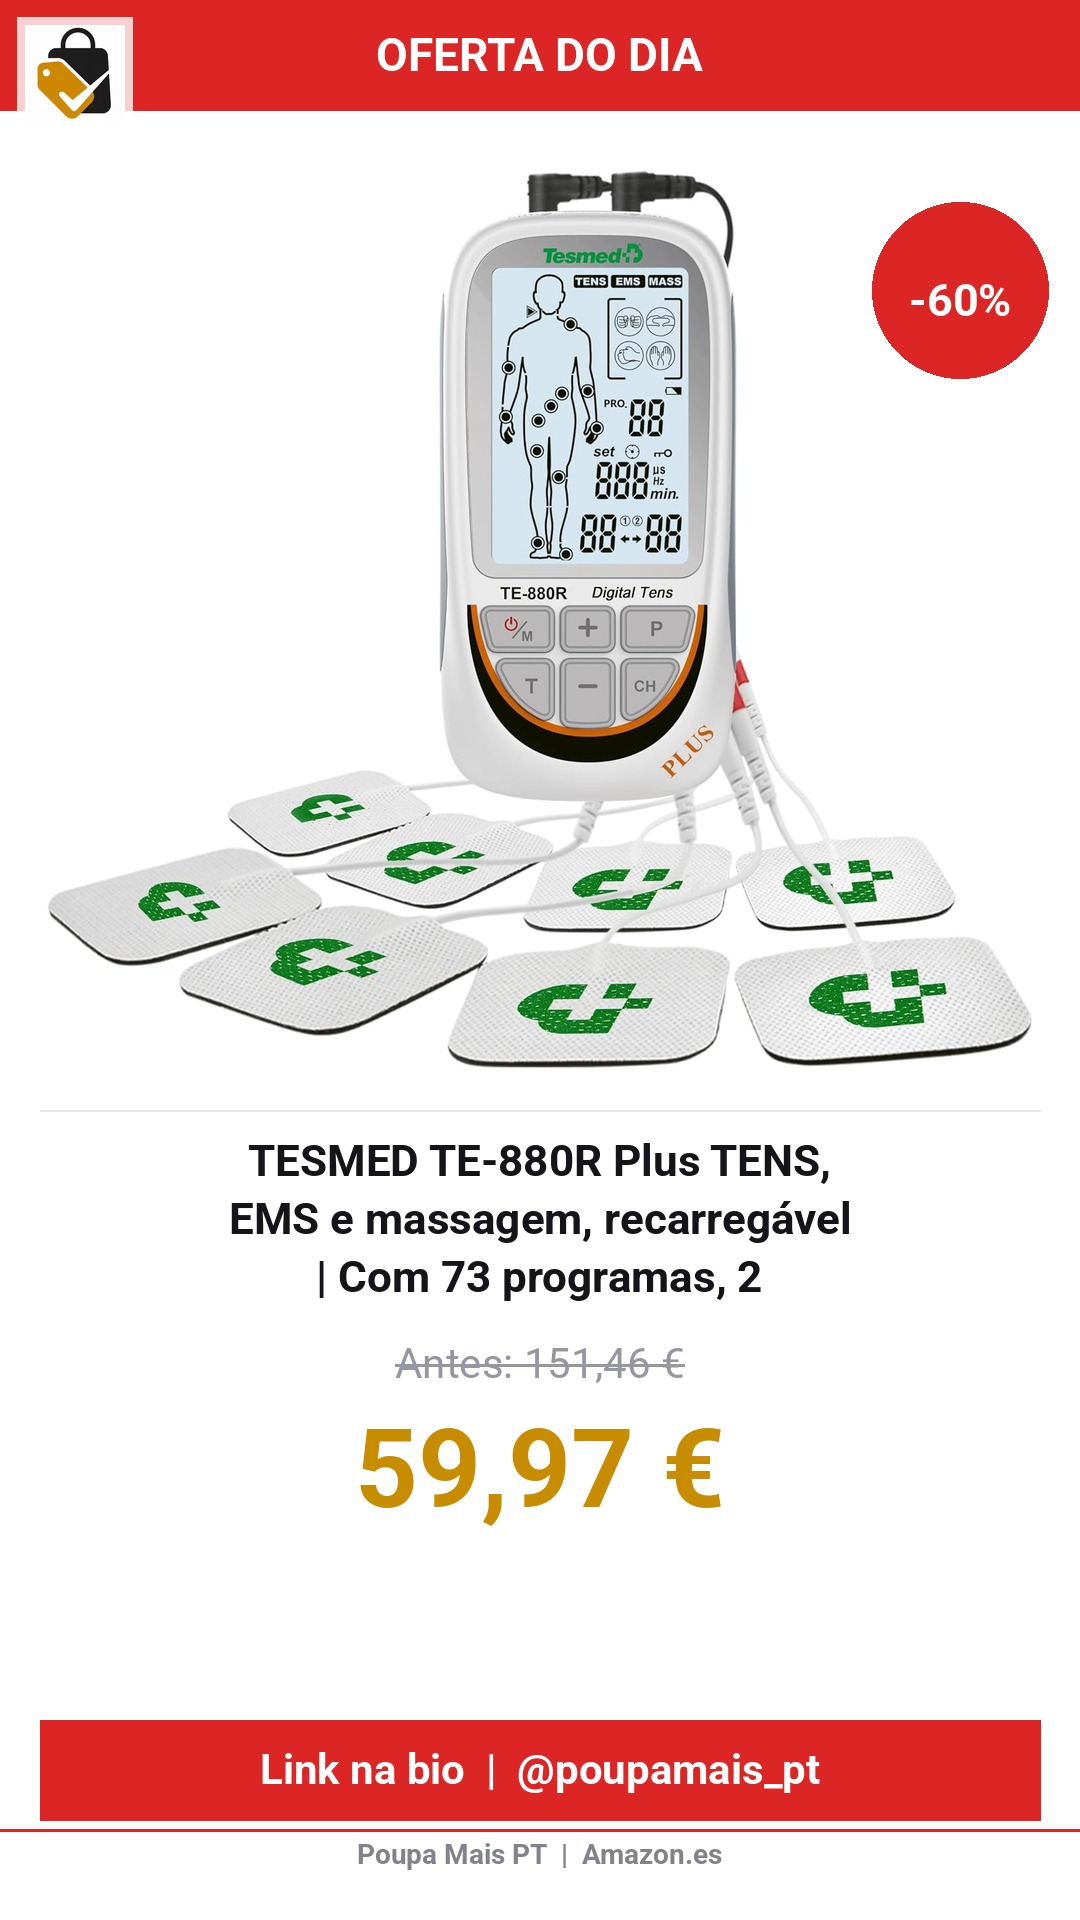 OFERTA DO DIA
-60%
Tesmed
TENS EMS MASS
PRO. 88
set
888 µs Hz min.
88 ①② 88
TE-880R Digital Tens
/M + P
T − CH
PLUS
TESMED TE-880R Plus TENS,
EMS e massagem, recarregável
| Com 73 programas, 2
Antes: 151,46 €
59,97 €
Link na bio | @poupamais_pt
Poupa Mais PT | Amazon.es